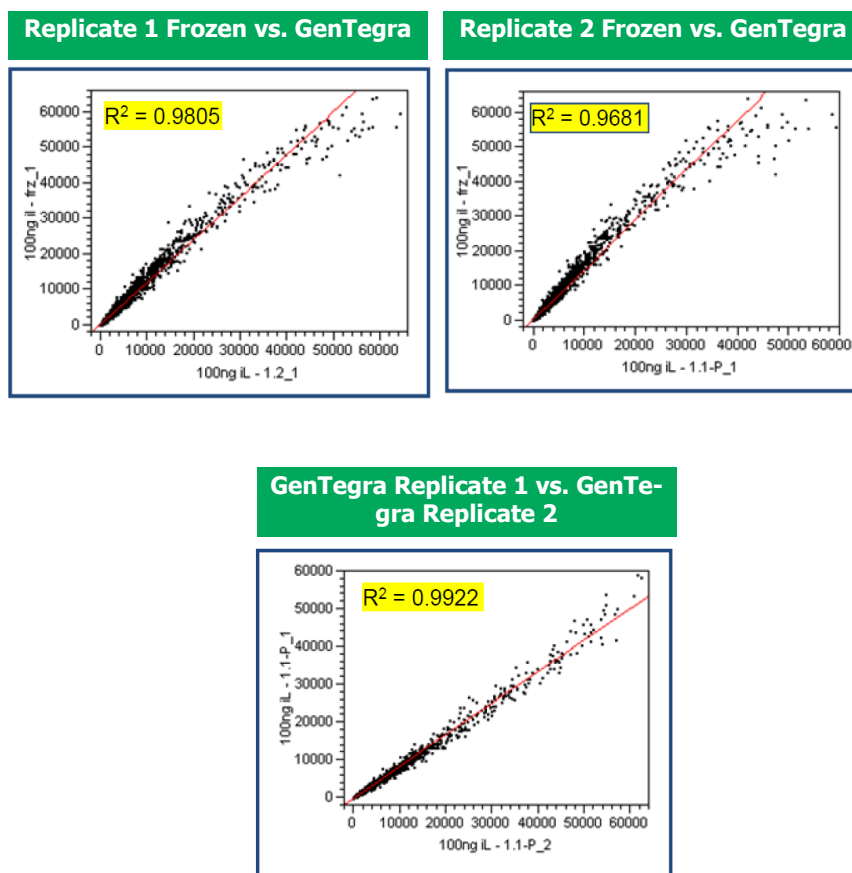 Replicate 1 Frozen vs. GenTegra
Replicate 2 Frozen vs. GenTegra
R² = 0.9805
60000
50000
40000
30000
20000
10000
0
100ng il - frz_1
0 10000 20000 30000 40000 50000 60000
100ng iL - 1.2_1
R² = 0.9681
60000
50000
40000
30000
20000
10000
0
100ng il - frz_1
0 10000 20000 30000 40000 50000 60000
100ng iL - 1.1-P_1
GenTegra Replicate 1 vs. GenTe-
gra Replicate 2
R² = 0.9922
60000
50000
40000
30000
20000
10000
0
100ng iL - 1.1-P_1
0 10000 20000 30000 40000 50000 60000
100ng iL - 1.1-P_2